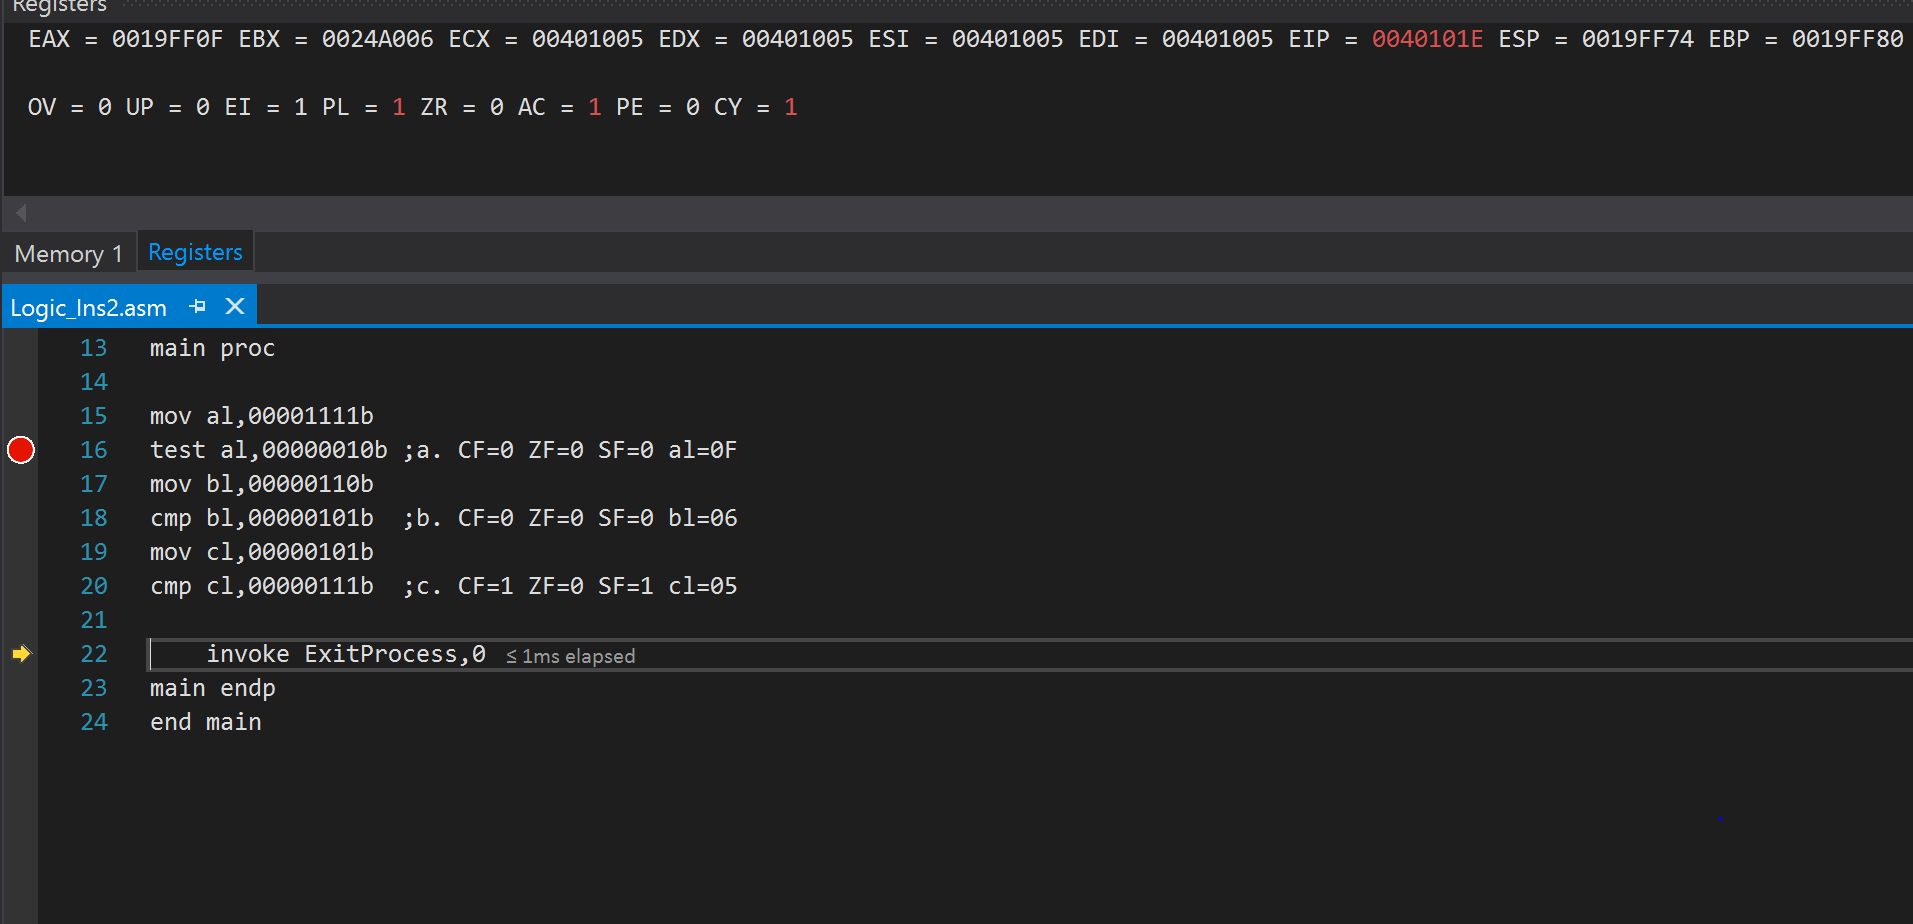 Registers
EAX = 0019FF0F EBX = 0024A006 ECX = 00401005 EDX = 00401005 ESI = 00401005 EDI = 00401005 EIP = 0040101E ESP = 0019FF74 EBP = 0019FF80
OV = 0 UP = 0 EI = 1 PL = 1 ZR = 0 AC = 1 PE = 0 CY = 1
Memory 1 Registers
Logic_Ins2.asm
13 main proc
14
15 mov al,00001111b
16 test al,00000010b ;a. CF=0 ZF=0 SF=0 al=0F
17 mov bl,00000110b
18 cmp bl,00000101b ;b. CF=0 ZF=0 SF=0 bl=06
19 mov cl,00000101b
20 cmp cl,00000111b ;c. CF=1 ZF=0 SF=1 cl=05
21
22 invoke ExitProcess,0 ≤ 1ms elapsed
23 main endp
24 end main